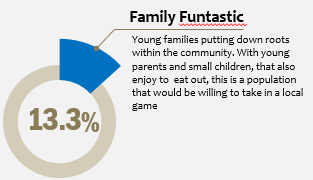 Family Funtastic
Young families putting down roots
within the community. With young
parents and small children, that also
enjoy to eat out, this is a population
that would be willing to take in a local
game
13.3%